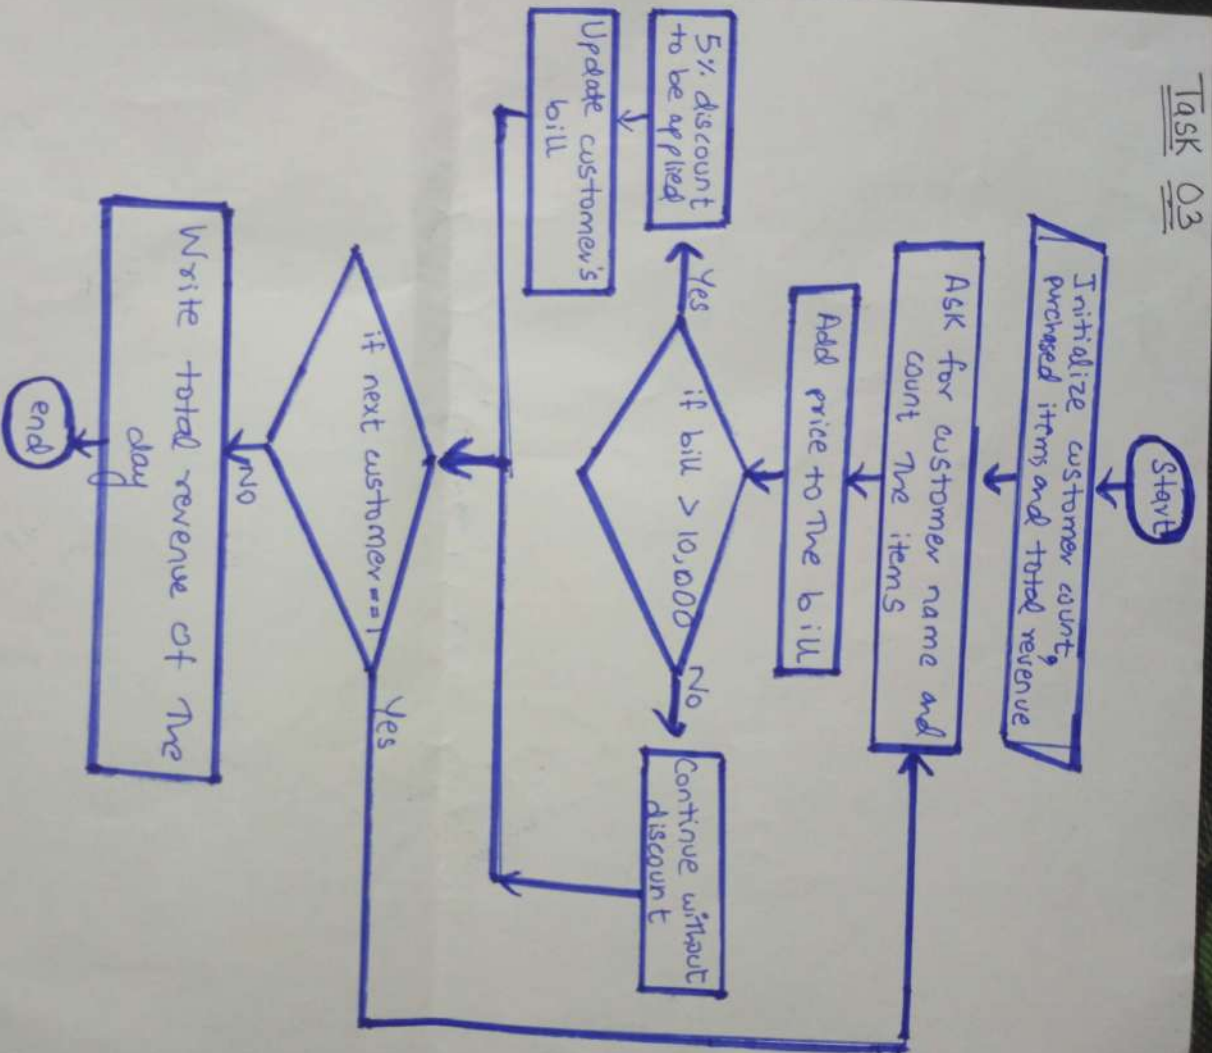 Task 03
Start
Initialize customer count,
purchased items and total revenue
Ask for customer name and
count The items
Add price to The bill
if bill > 10,000
Yes
No
5% discount
to be applied
Update customer's
bill
Continue without
discount
if next customer==1
Yes
No
Write total revenue of The
day
end